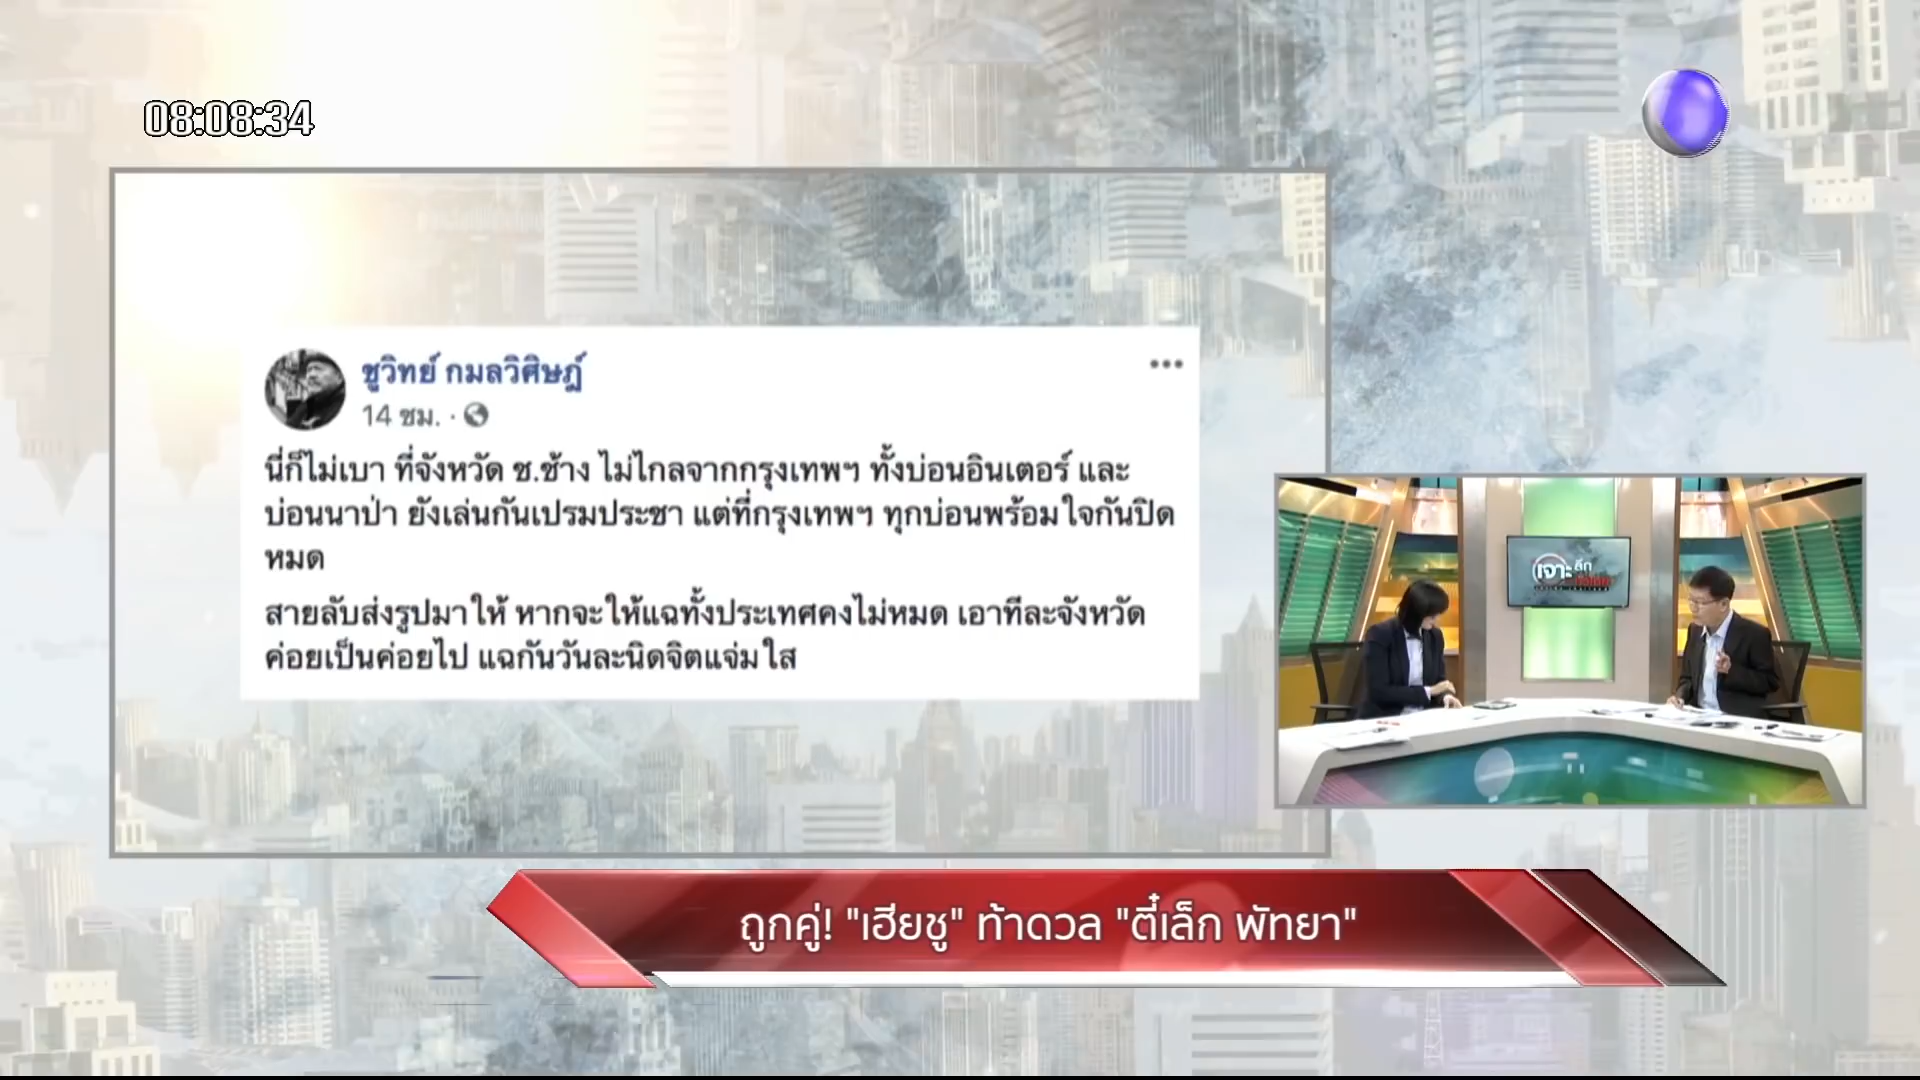 08:08:34
ชูวิทย์ กมลวิศิษฎ์
14 ชม. ·
นี่ก็ไม่เบา ที่จังหวัด ช.ช้าง ไม่ไกลจากกรุงเทพฯ ทั้งบ่อนอินเตอร์ และ
บ่อนนาป่า ยังเล่นกันเปรมประชา แต่ที่กรุงเทพฯ ทุกบ่อนพร้อมใจกันปิด
หมด
สายลับส่งรูปมาให้ หากจะให้แฉทั้งประเทศคงไม่หมด เอาทีละจังหวัด
ค่อยเป็นค่อยไป แฉกันวันละนิดจิตแจ่มใส
เจาะลึก
ถูกคู่! "เฮียชู" ท้าดวล "ตี๋เล็ก พัทยา"